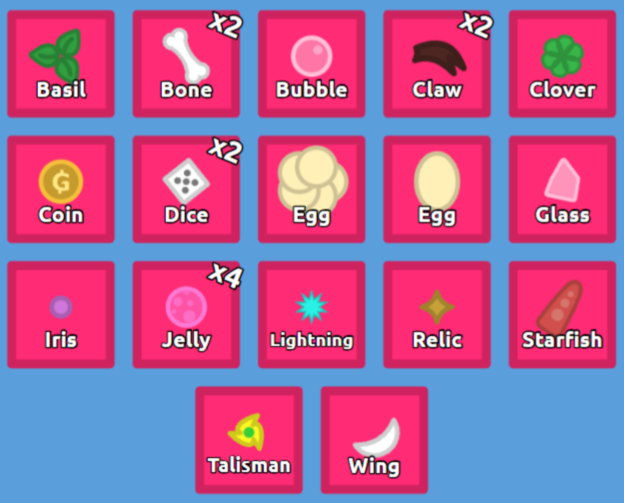 Basil
x2
Bone
Bubble
x2
Claw
Clover
G
Coin
x2
Dice
Egg
Egg
Glass
Iris
x4
Jelly
Lightning
Relic
Starfish
Talisman
Wing